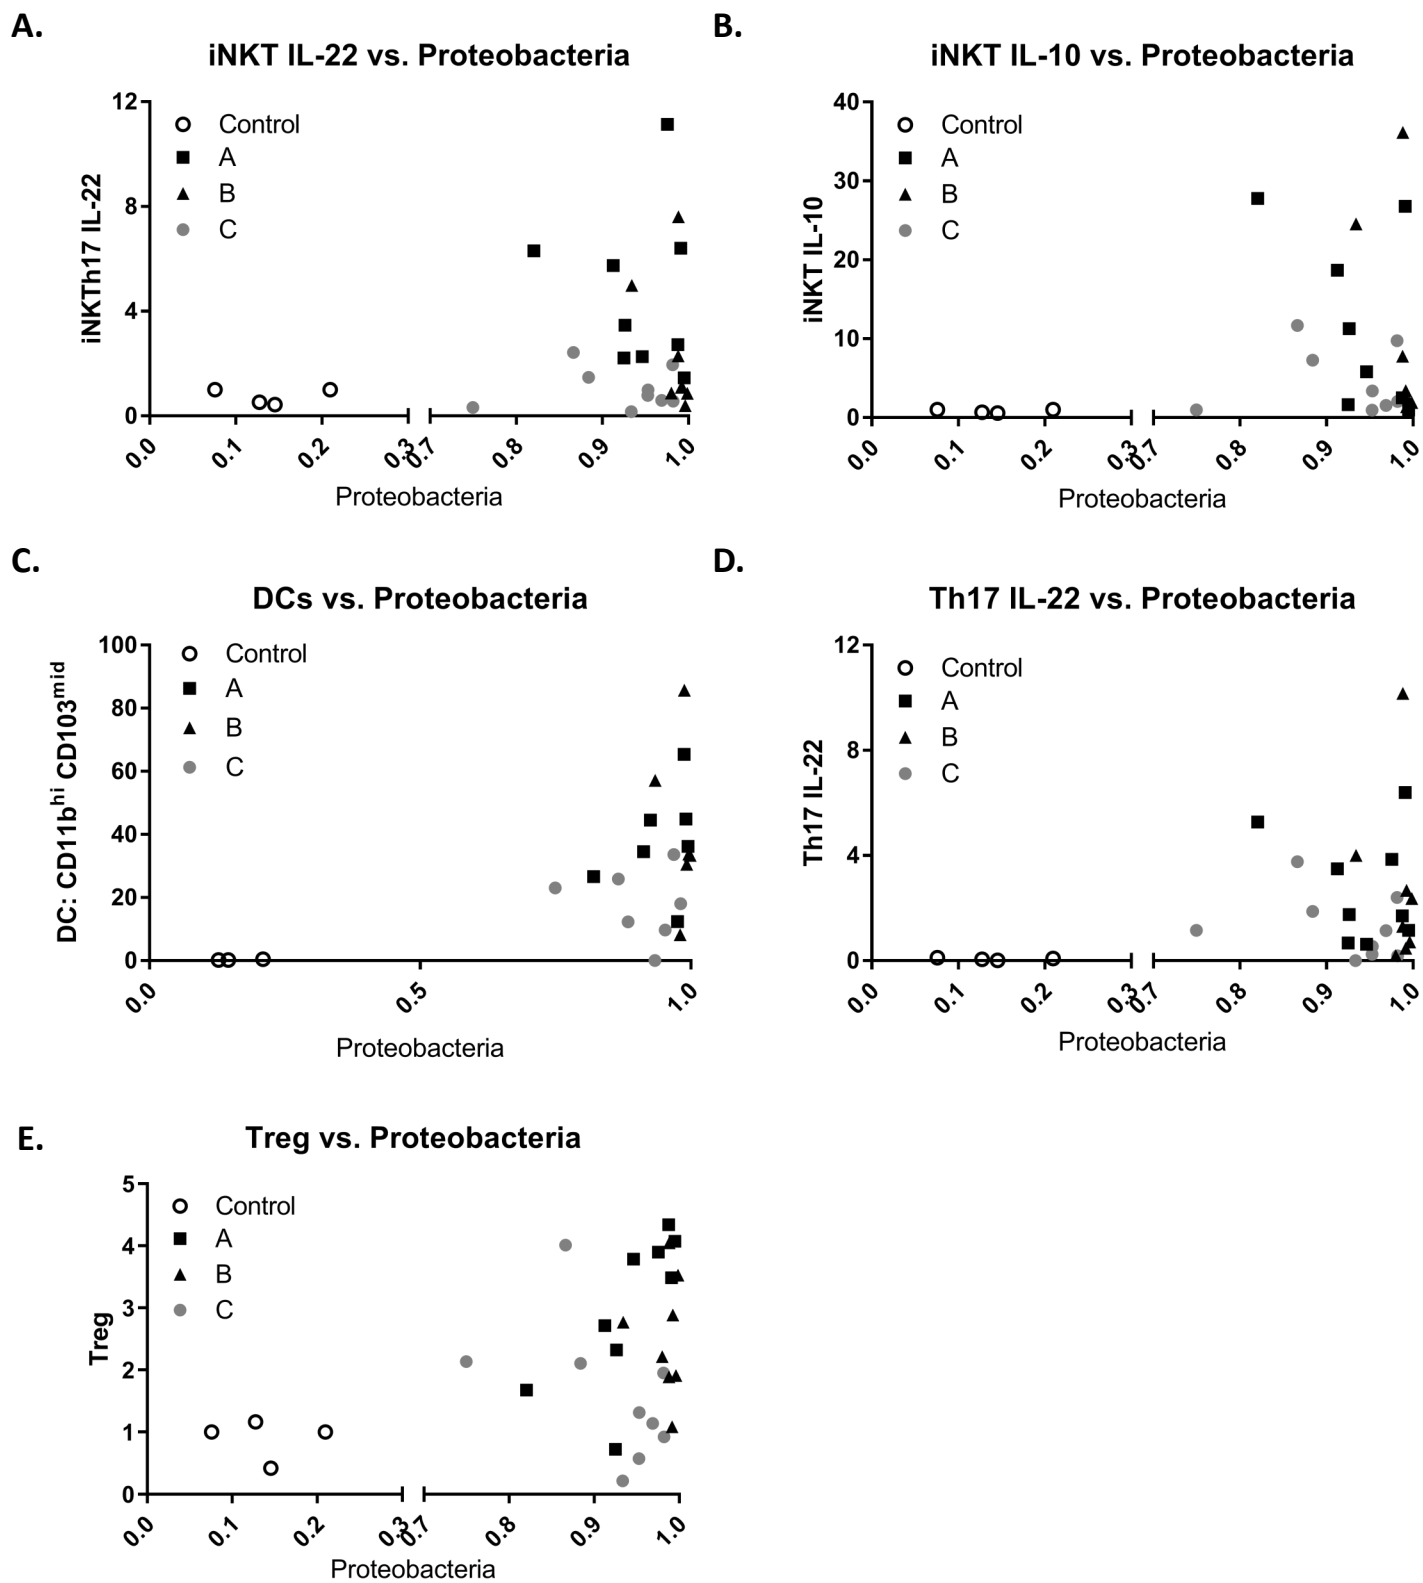 A.
iNKT IL-22 vs. Proteobacteria
iNKTh17 IL-22
12
8
4
0
Control
A
B
C
0.0
0.1
0.2
0.3
0.7
0.8
0.9
1.0
Proteobacteria
B.
iNKT IL-10 vs. Proteobacteria
iNKT IL-10
40
30
20
10
0
Control
A
B
C
0.0
0.1
0.2
0.3
0.7
0.8
0.9
1.0
Proteobacteria
C.
DCs vs. Proteobacteria
DC: CD11b^hi CD103^mid
100
80
60
40
20
0
Control
A
B
C
0.0
0.5
1.0
Proteobacteria
D.
Th17 IL-22 vs. Proteobacteria
Th17 IL-22
12
8
4
0
Control
A
B
C
0.0
0.1
0.2
0.3
0.7
0.8
0.9
1.0
Proteobacteria
E.
Treg vs. Proteobacteria
Treg
5
4
3
2
1
0
Control
A
B
C
0.0
0.1
0.2
0.3
0.7
0.8
0.9
1.0
Proteobacteria